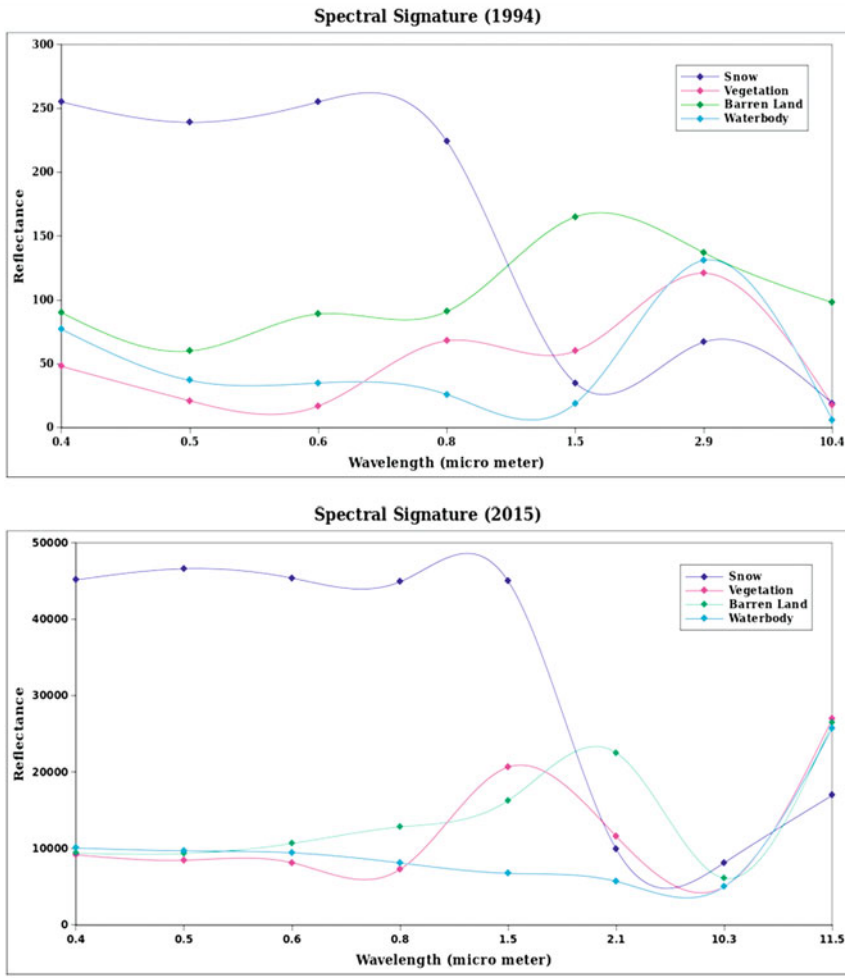 Spectral Signature (1994)
300
250
200
150
100
50
0
Reflectance
Snow
Vegetation
Barren Land
Waterbody
0.4 0.5 0.6 0.8 1.5 2.9 10.4
Wavelength (micro meter)
Spectral Signature (2015)
50000
40000
30000
20000
10000
0
Reflectance
Snow
Vegetation
Barren Land
Waterbody
0.4 0.5 0.6 0.8 1.5 2.1 10.3 11.5
Wavelength (micro meter)